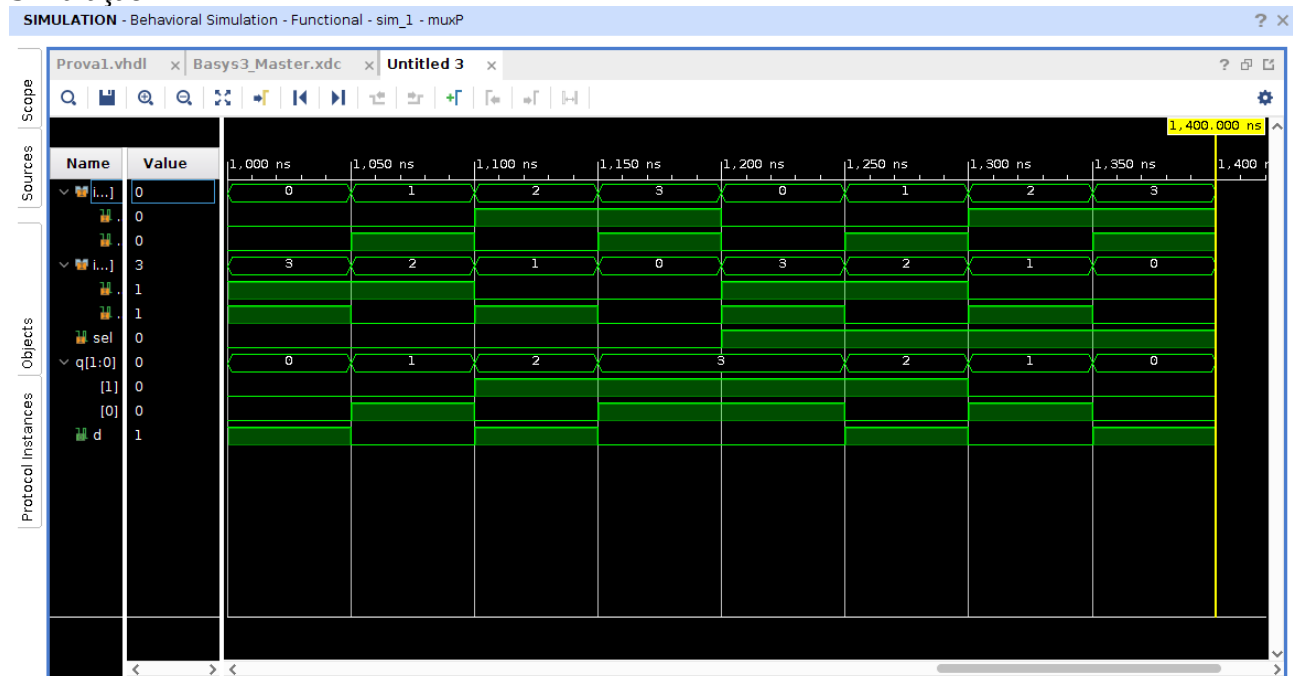 SIMULATION - Behavioral Simulation - Functional - sim_1 - muxP ? ×
Prova1.vhdl × Basys3_Master.xdc × Untitled 3 × ?
1,400.000 ns
Name Value 1,000 ns 1,050 ns 1,100 ns 1,150 ns 1,200 ns 1,250 ns 1,300 ns 1,350 ns 1,400 n
i...] 0 0 1 2 3 0 1 2 3
. 0
. 0
i...] 3 3 2 1 0 3 2 1 0
. 1
. 1
sel 0
q[1:0] 0 0 1 2 3 2 1 0
[1] 0
[0] 0
d 1
Scope
Sources
Objects
Protocol Instances